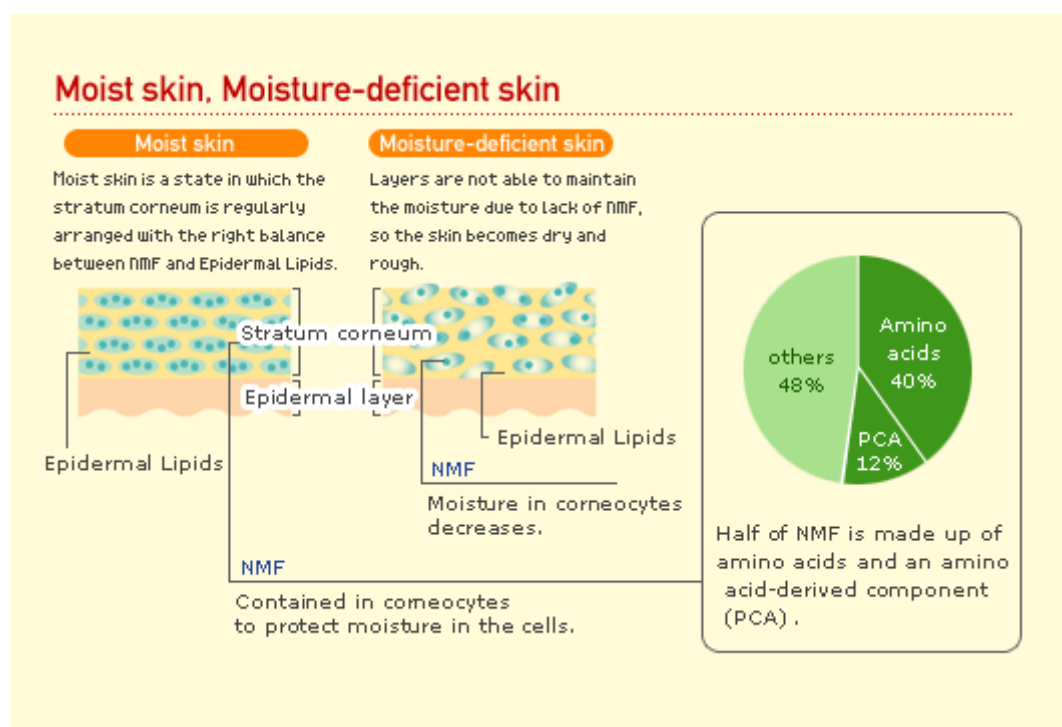 Moist skin, Moisture-deficient skin
Moist skin
Moist skin is a state in which the
stratum corneum is regularly
arranged with the right balance
between NMF and Epidermal Lipids.
Moisture-deficient skin
Layers are not able to maintain
the moisture due to lack of NMF,
so the skin becomes dry and
rough.
Stratum corneum
Epidermal layer
Epidermal Lipids
Epidermal Lipids
NMF
Moisture in corneocytes
decreases.
NMF
Contained in corneocytes
to protect moisture in the cells.
others
48%
Amino
acids
40%
PCA
12%
Half of NMF is made up of
amino acids and an amino
acid-derived component
(PCA) .